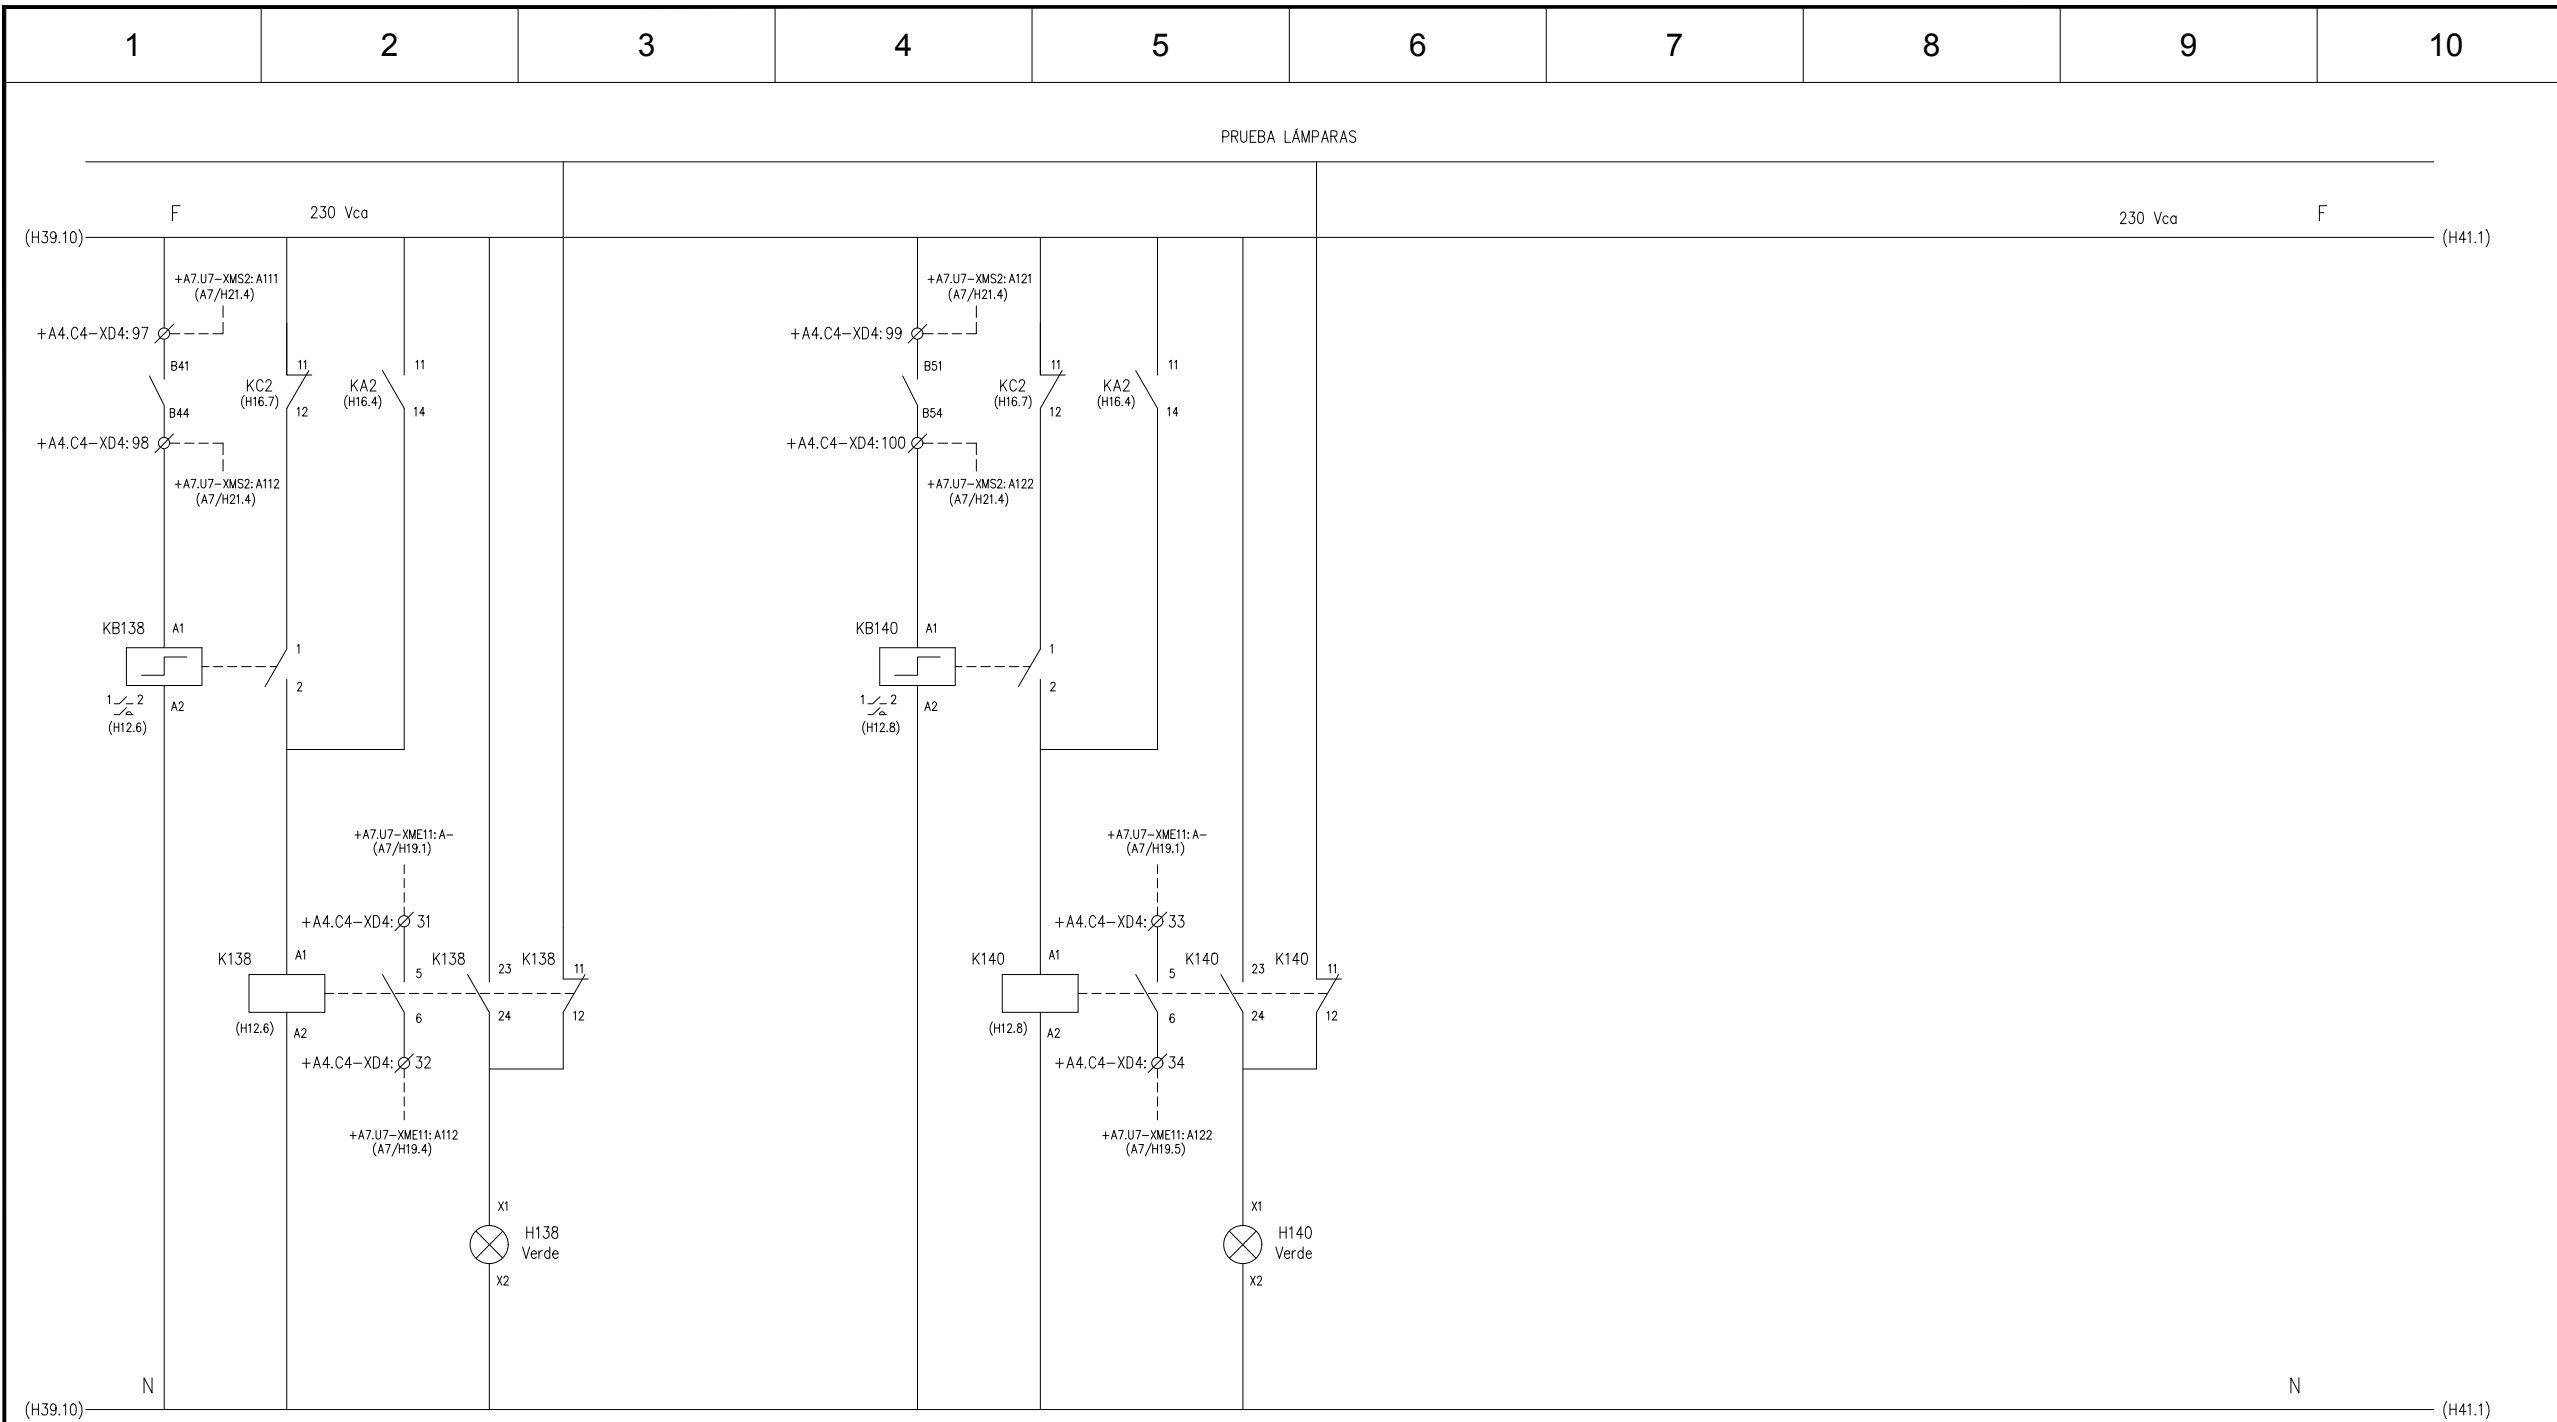 1 2 3 4 5 6 7 8 9 10
PRUEBA LÁMPARAS
F 230 Vca 230 Vca F
(H39.10) (H41.1)
+A7.U7-XMS2:A111
(A7/H21.4)
+A4.C4-XD4:97
B41
B44
+A4.C4-XD4:98
+A7.U7-XMS2:A112
(A7/H21.4)
KC2
(H16.7)
11
12
KA2
(H16.4)
11
14
+A7.U7-XMS2:A121
(A7/H21.4)
+A4.C4-XD4:99
B51
B54
+A4.C4-XD4:100
+A7.U7-XMS2:A122
(A7/H21.4)
KC2
(H16.7)
11
12
KA2
(H16.4)
11
14
KB138 A1
1 2
A2
(H12.6)
1
2
KB140 A1
1 2
A2
(H12.8)
1
2
+A7.U7-XME11:A-
(A7/H19.1)
+A4.C4-XD4: 31
K138 A1
(H12.6) A2
5
6
K138 23
24
K138 11
12
+A4.C4-XD4: 32
+A7.U7-XME11:A112
(A7/H19.4)
+A7.U7-XME11:A-
(A7/H19.1)
+A4.C4-XD4: 33
K140 A1
(H12.8) A2
5
6
K140 23
24
K140 11
12
+A4.C4-XD4: 34
+A7.U7-XME11:A122
(A7/H19.5)
X1
H138
Verde
X2
X1
H140
Verde
X2
N N
(H39.10) (H41.1)